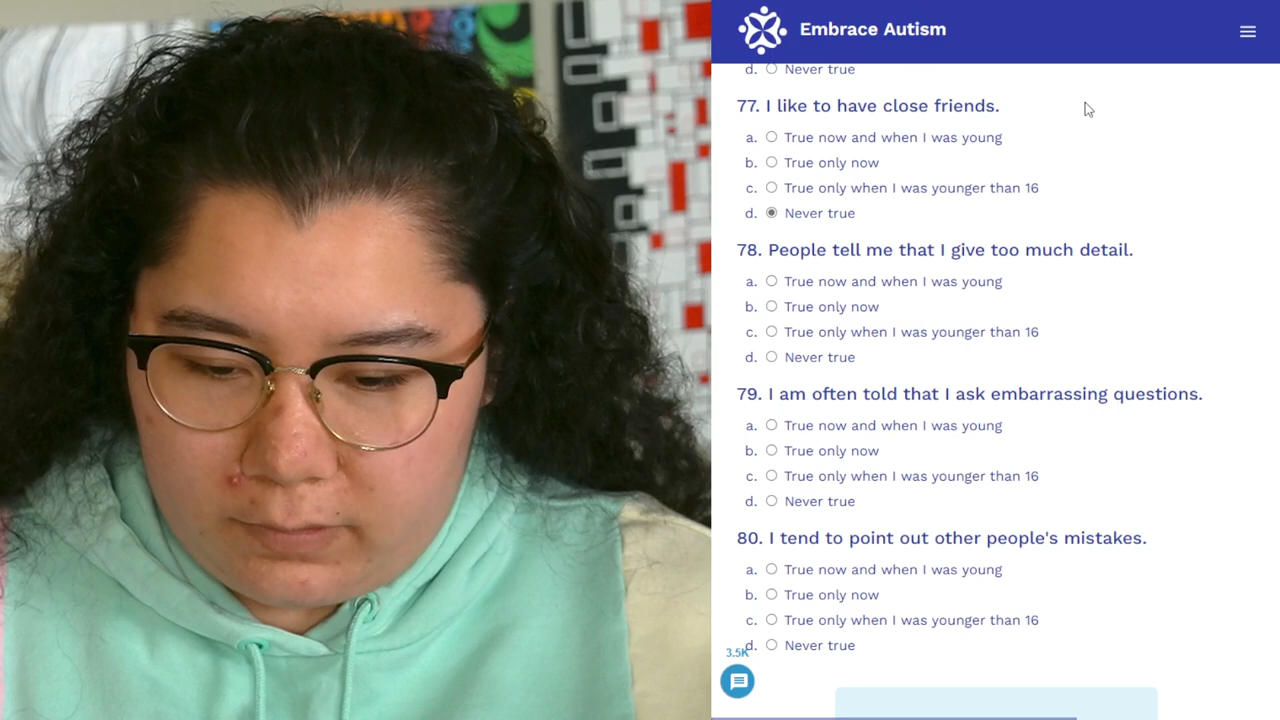 Embrace Autism
d. Never true
77. I like to have close friends.
a. True now and when I was young
b. True only now
c. True only when I was younger than 16
d. Never true
78. People tell me that I give too much detail.
a. True now and when I was young
b. True only now
c. True only when I was younger than 16
d. Never true
79. I am often told that I ask embarrassing questions.
a. True now and when I was young
b. True only now
c. True only when I was younger than 16
d. Never true
80. I tend to point out other people's mistakes.
a. True now and when I was young
b. True only now
c. True only when I was younger than 16
d. Never true
3.5K